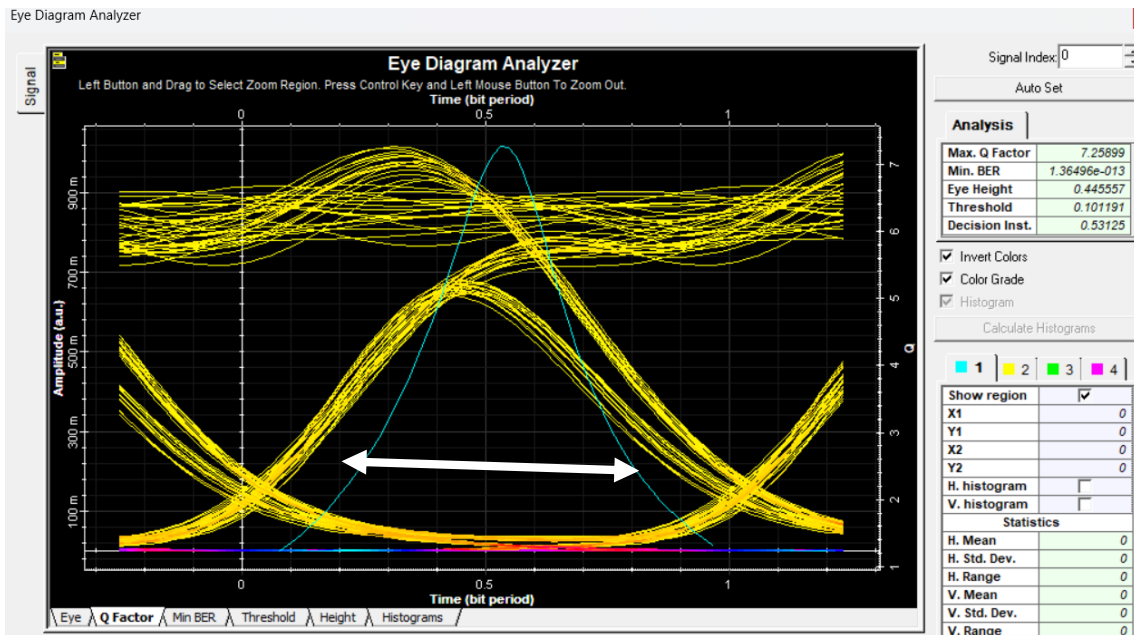 Eye Diagram Analyzer
Signal
Eye Diagram Analyzer
Left Button and Drag to Select Zoom Region. Press Control Key and Left Mouse Button To Zoom Out.
Time (bit period)
0 0.5 1
Amplitude (a.u.)
900 m
700 m
500 m
300 m
100 m
7
6
5
4
3
2
1
Q
0 0.5 1
Time (bit period)
Eye Q Factor Min BER Threshold Height Histograms
Signal Index: 0
Auto Set
Analysis
Max. Q Factor 7.25899
Min. BER 1.36496e-013
Eye Height 0.445557
Threshold 0.101191
Decision Inst. 0.53125
Invert Colors
Color Grade
Histogram
Calculate Histograms
1 2 3 4
Show region
X1 0
Y1 0
X2 0
Y2 0
H. histogram
V. histogram
Statistics
H. Mean 0
H. Std. Dev. 0
H. Range 0
V. Mean 0
V. Std. Dev. 0
V. Range 0